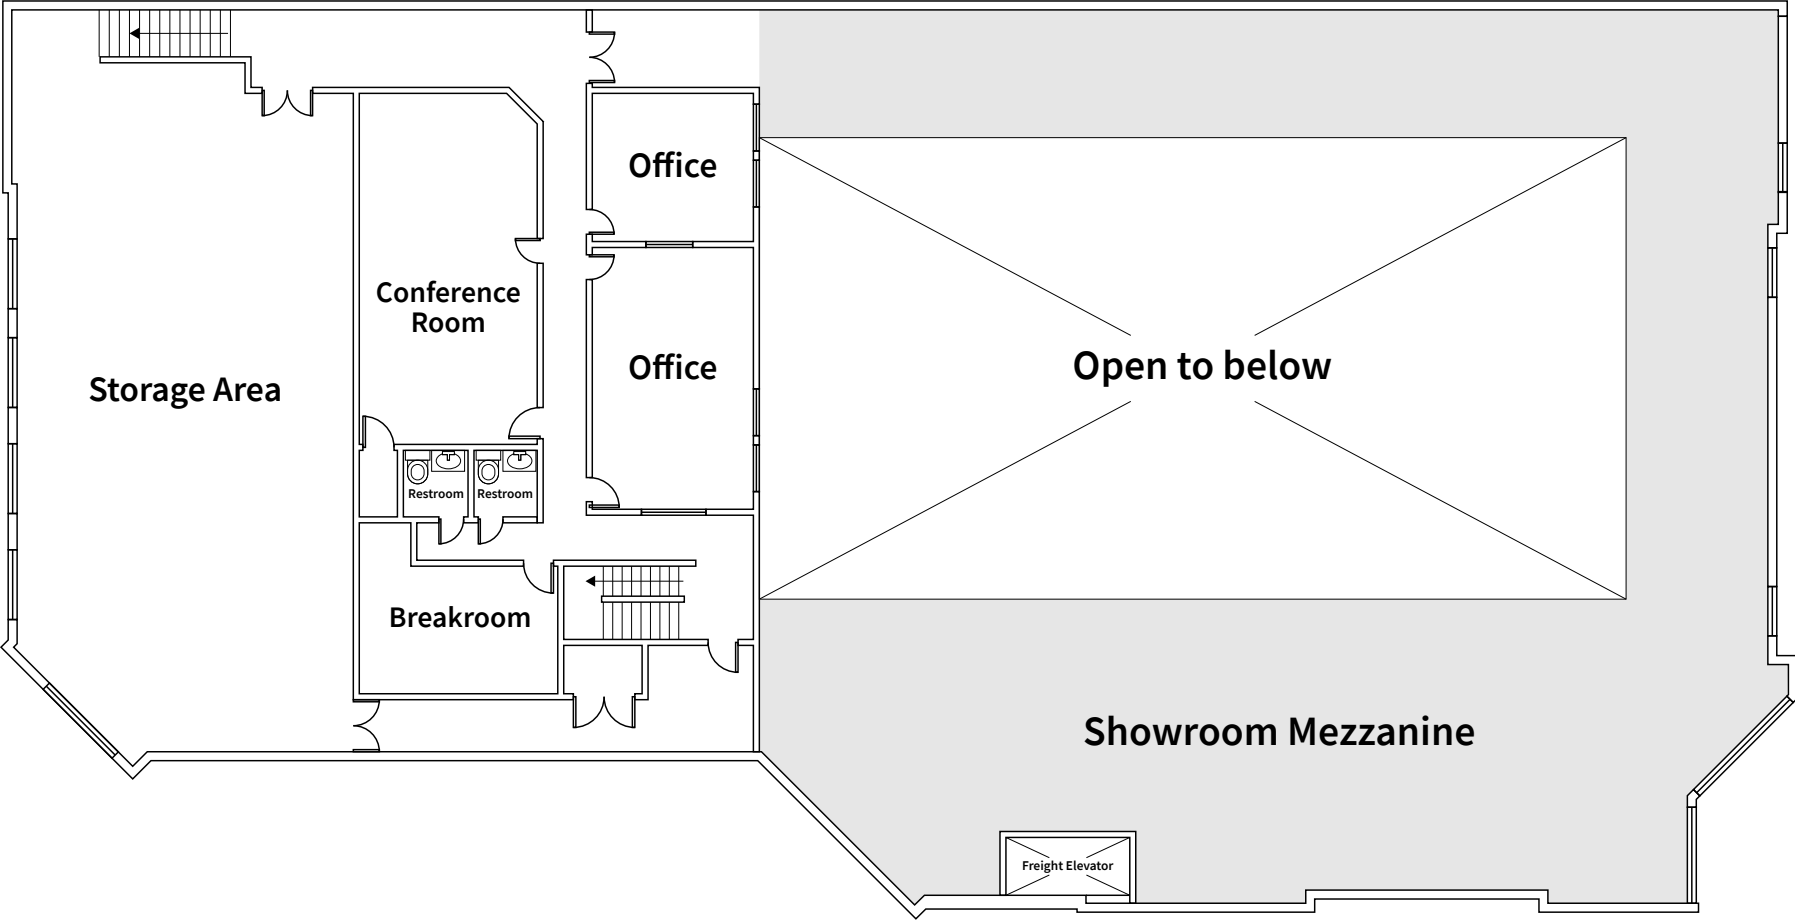 Office
Conference
Room
Office
Open to below
Storage Area
Restroom
Restroom
Breakroom
Showroom Mezzanine
Freight Elevator